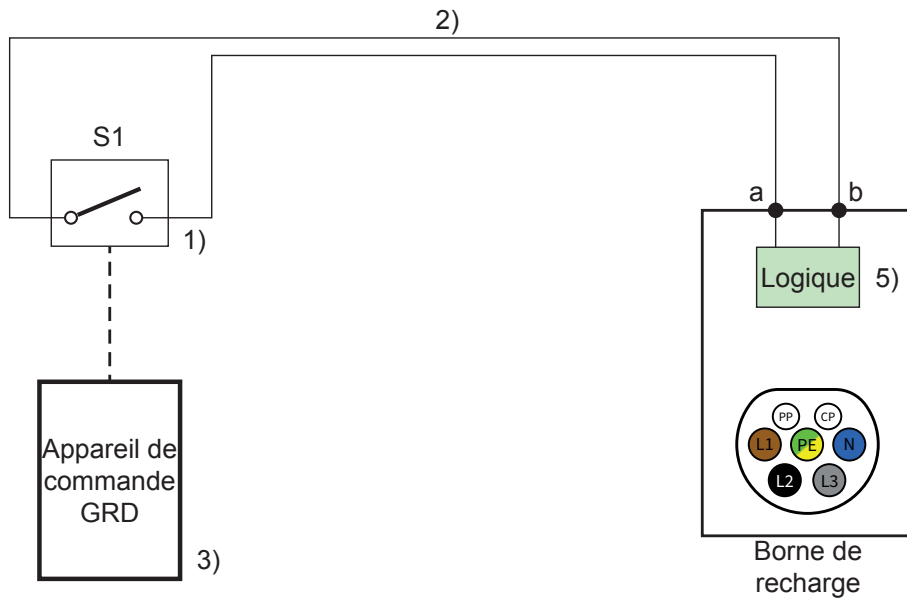 2)
S1
1)
a
b
Logique
5)
PP
CP
L1
PE
N
L2
L3
Appareil de
commande
GRD
3)
Borne de
recharge